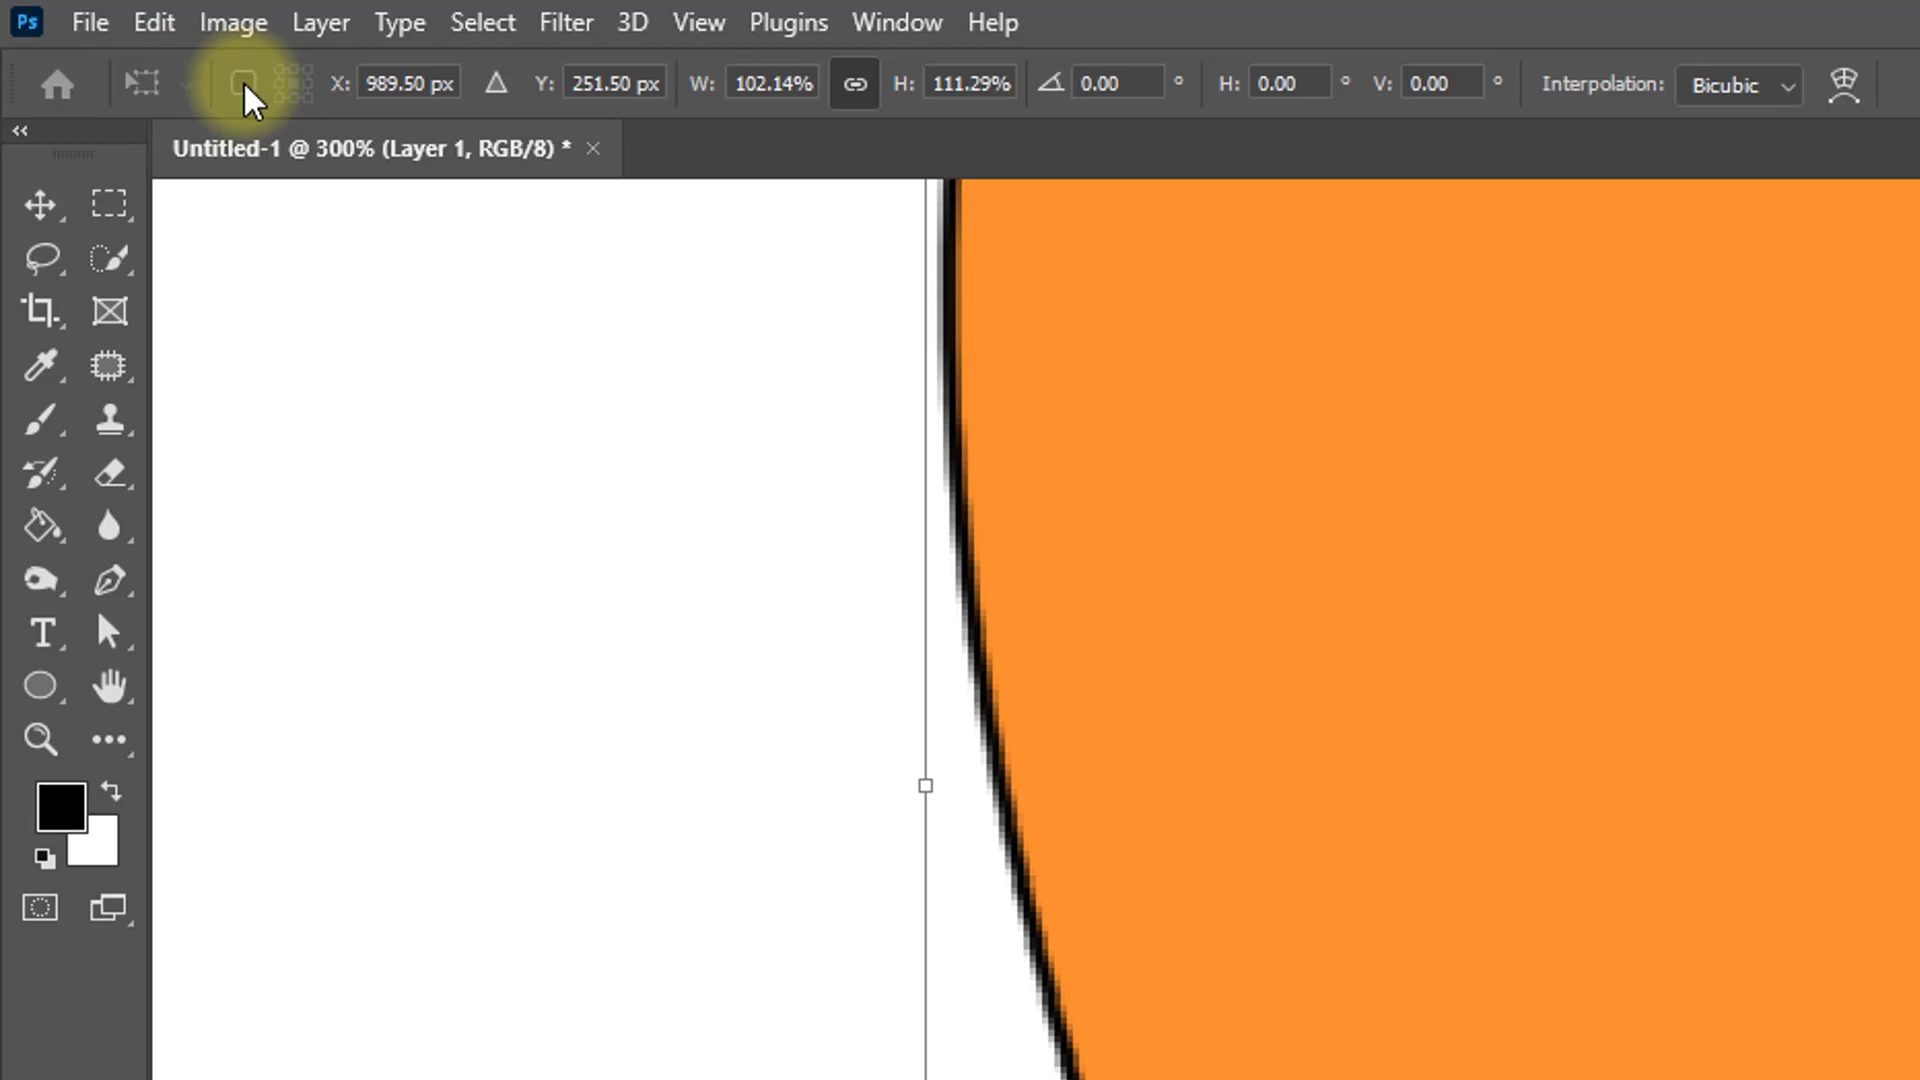 Ps File Edit Image Layer Type Select Filter 3D View Plugins Window Help
X: 989.50 px Y: 251.50 px W: 102.14% H: 111.29% 0.00 ° H: 0.00 ° V: 0.00 ° Interpolation: Bicubic
Untitled-1 @ 300% (Layer 1, RGB/8) *